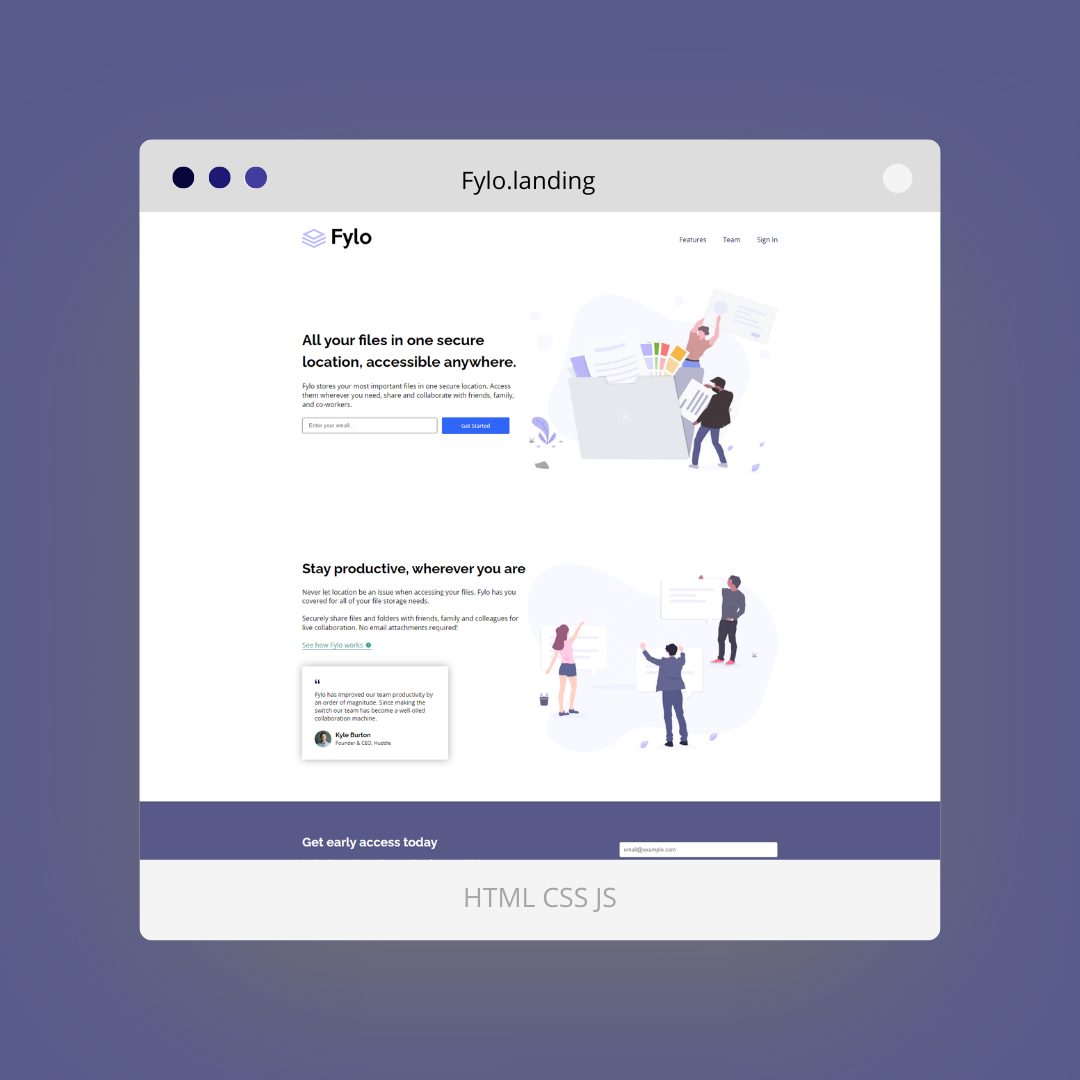 Fylo.landing
Fylo
Features Team Sign In
All your files in one secure
location, accessible anywhere.
Fylo stores your most important files in one secure location. Access
them wherever you need, share and collaborate with friends, family,
and co-workers.
Enter your email... Get Started
Stay productive, wherever you are
Never let location be an issue when accessing your files. Fylo has you
covered for all of your file storage needs.
Securely share files and folders with friends, family and colleagues for
live collaboration. No email attachments required!
See how Fylo works
“
Fylo has improved our team productivity by
an order of magnitude. Since making the
switch our team has become a well-oiled
collaboration machine.
Kyle Burton
Founder & CEO, Huddle
Get early access today
email@example.com
HTML CSS JS